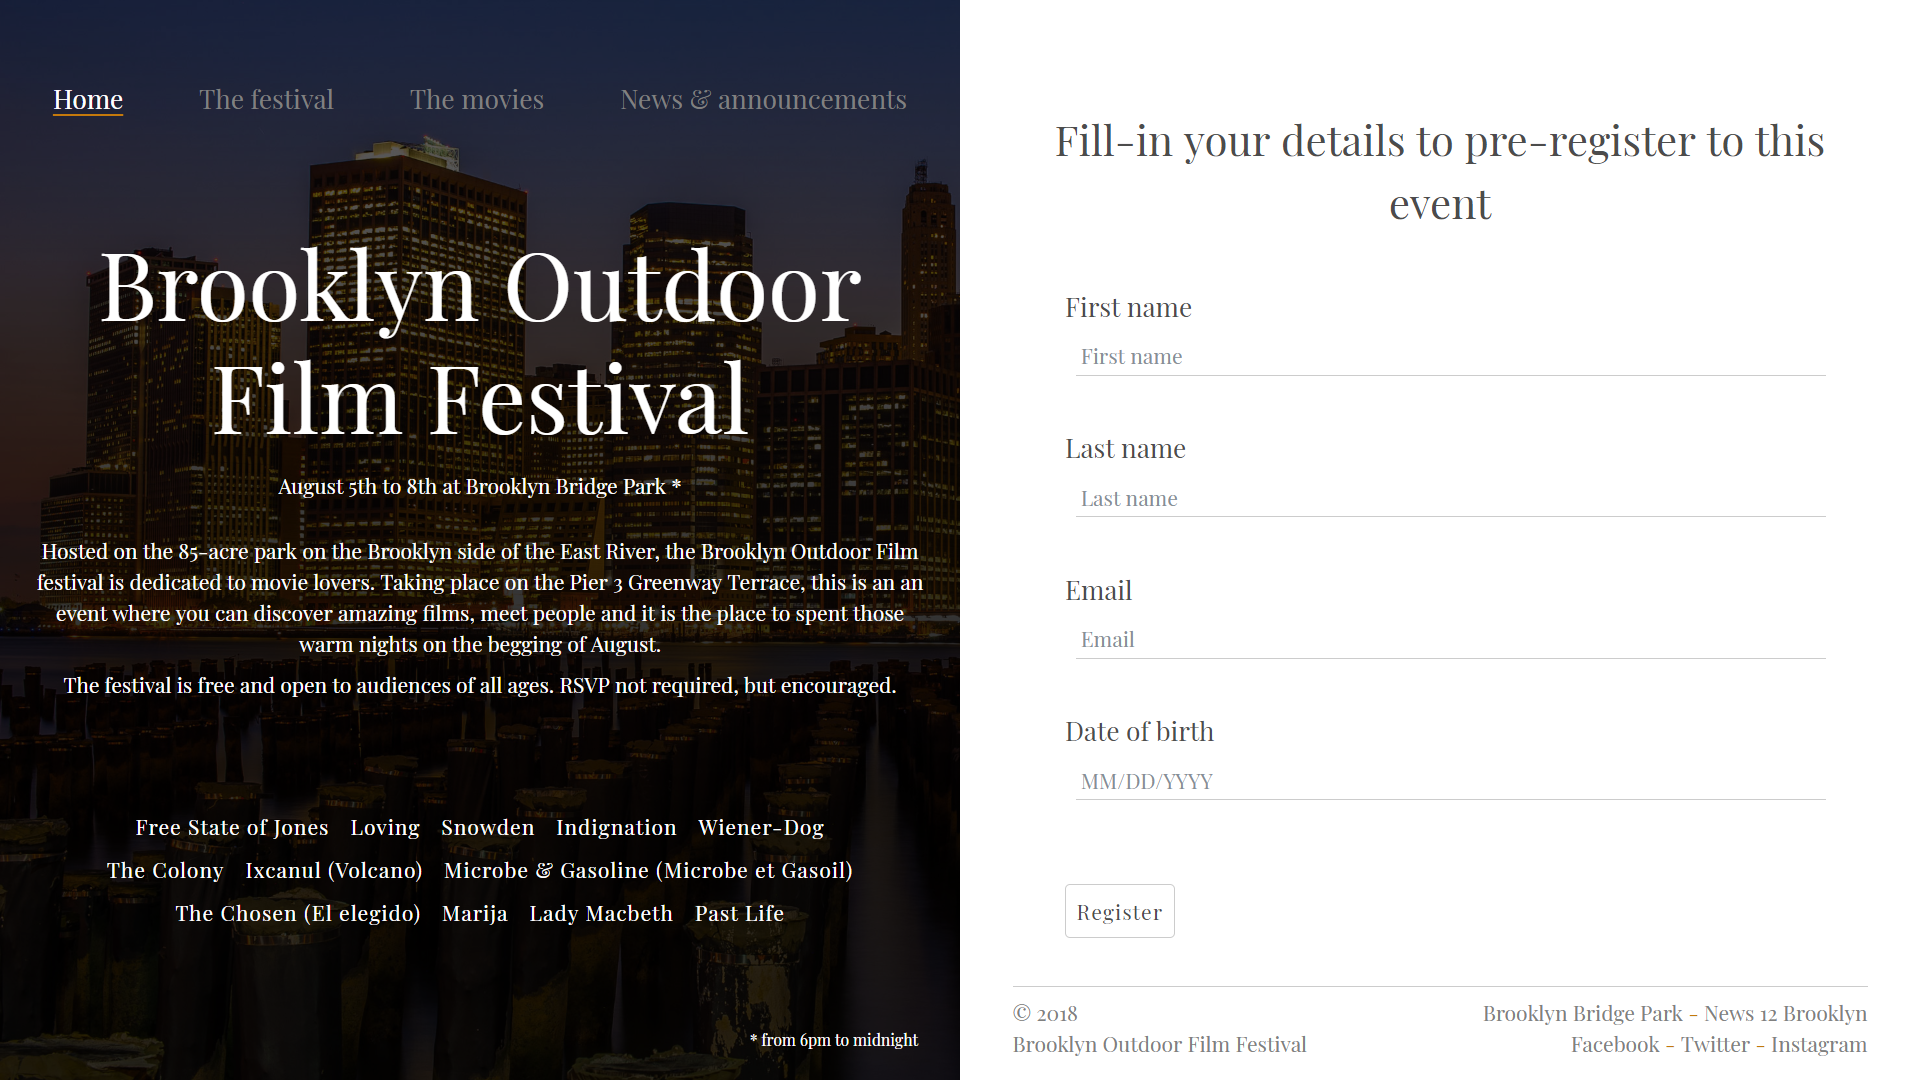 Home The festival The movies News & announcements
Brooklyn Outdoor
Film Festival
August 5th to 8th at Brooklyn Bridge Park *
Hosted on the 85-acre park on the Brooklyn side of the East River, the Brooklyn Outdoor Film
festival is dedicated to movie lovers. Taking place on the Pier 3 Greenway Terrace, this is an an
event where you can discover amazing films, meet people and it is the place to spent those
warm nights on the begging of August.
The festival is free and open to audiences of all ages. RSVP not required, but encouraged.
Free State of Jones Loving Snowden Indignation Wiener-Dog
The Colony Ixcanul (Volcano) Microbe & Gasoline (Microbe et Gasoil)
The Chosen (El elegido) Marija Lady Macbeth Past Life
* from 6pm to midnight
Fill-in your details to pre-register to this
event
First name
First name
Last name
Last name
Email
Email
Date of birth
MM/DD/YYYY
Register
© 2018
Brooklyn Outdoor Film Festival
Brooklyn Bridge Park - News 12 Brooklyn
Facebook - Twitter - Instagram